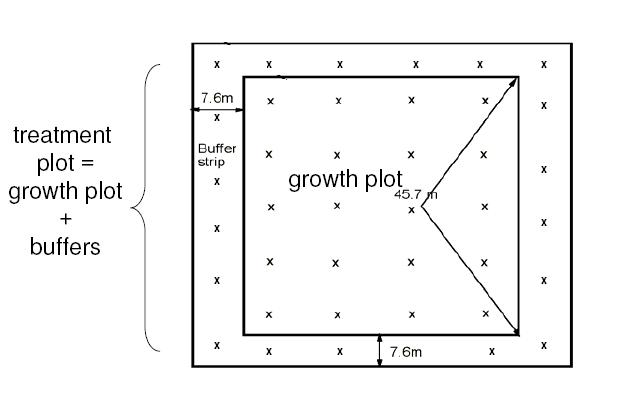 treatment
plot =
growth plot
+
buffers
x x x x x x
7.6m
x x x x x
x
Buffer
strip
x x x x x
x
growth plot
45.7 m
x x x x x
x x
x x x x
x x
x x x x
x x x x x
7.6m